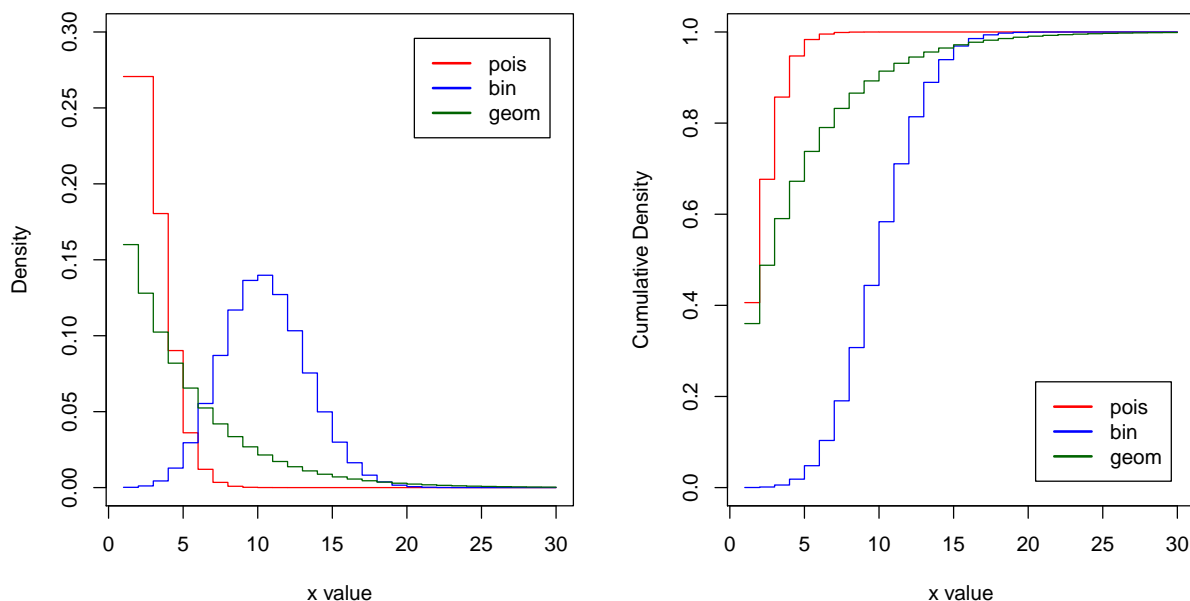 Density
0.30
0.25
0.20
0.15
0.10
0.05
0.00
0 5 10 15 20 25 30
x value
pois
bin
geom
Cumulative Density
1.0
0.8
0.6
0.4
0.2
0.0
0 5 10 15 20 25 30
x value
pois
bin
geom